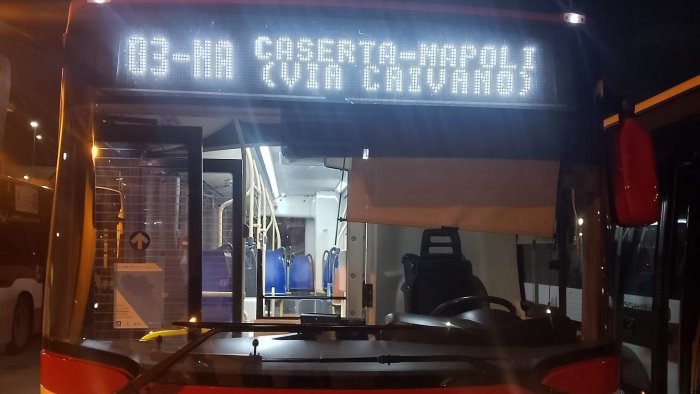 03-NA CASERTA-NAPOLI
(VIA CAIVANO)